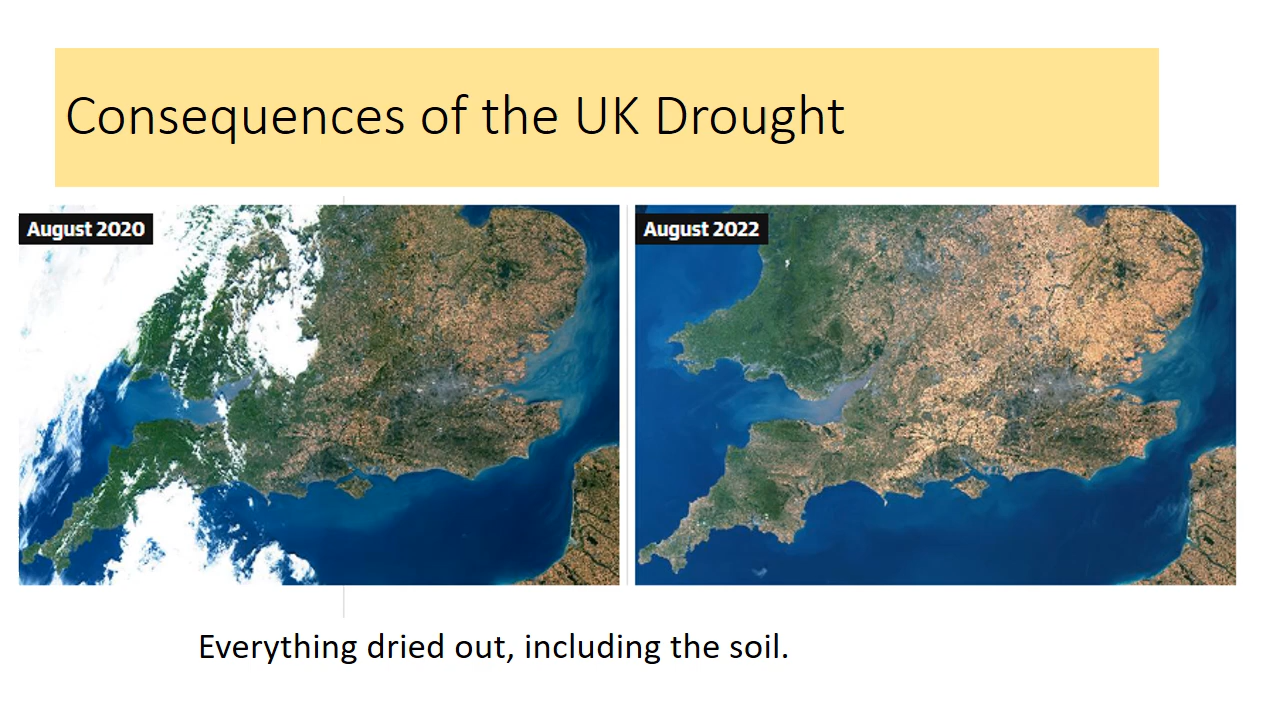 Consequences of the UK Drought
August 2020
August 2022
Everything dried out, including the soil.